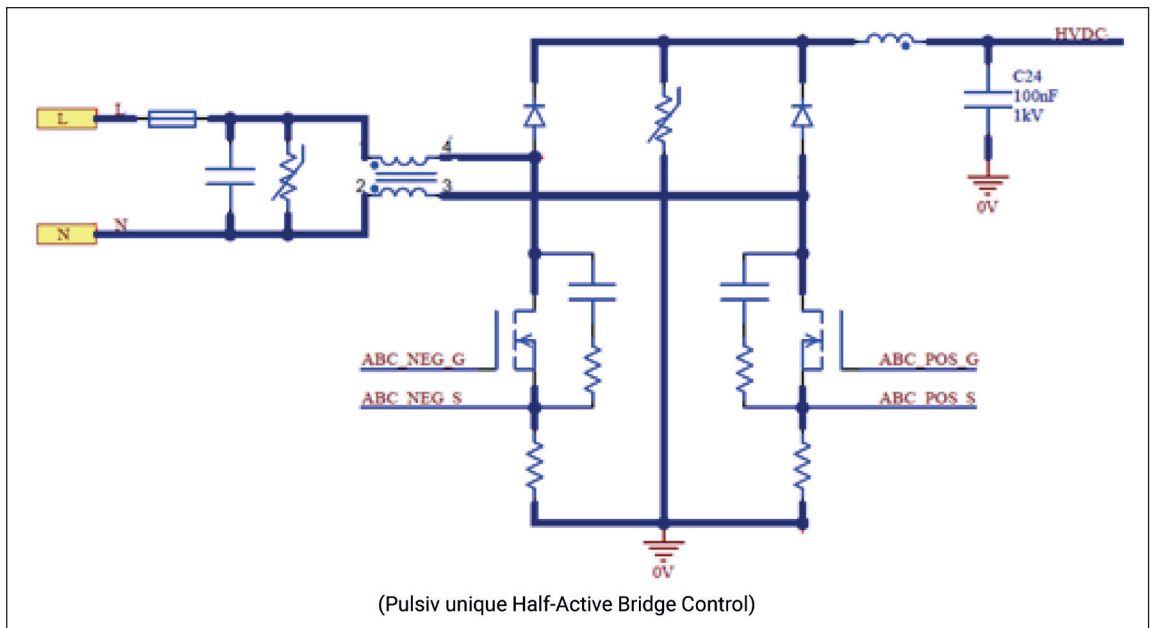 HVDC
C24
100nF
1kV
0V
L
L
4
2
3
N
N
ABC_NEG_G
ABC_POS_G
ABC_NEG_S
ABC_POS_S
0V
(Pulsiv unique Half-Active Bridge Control)